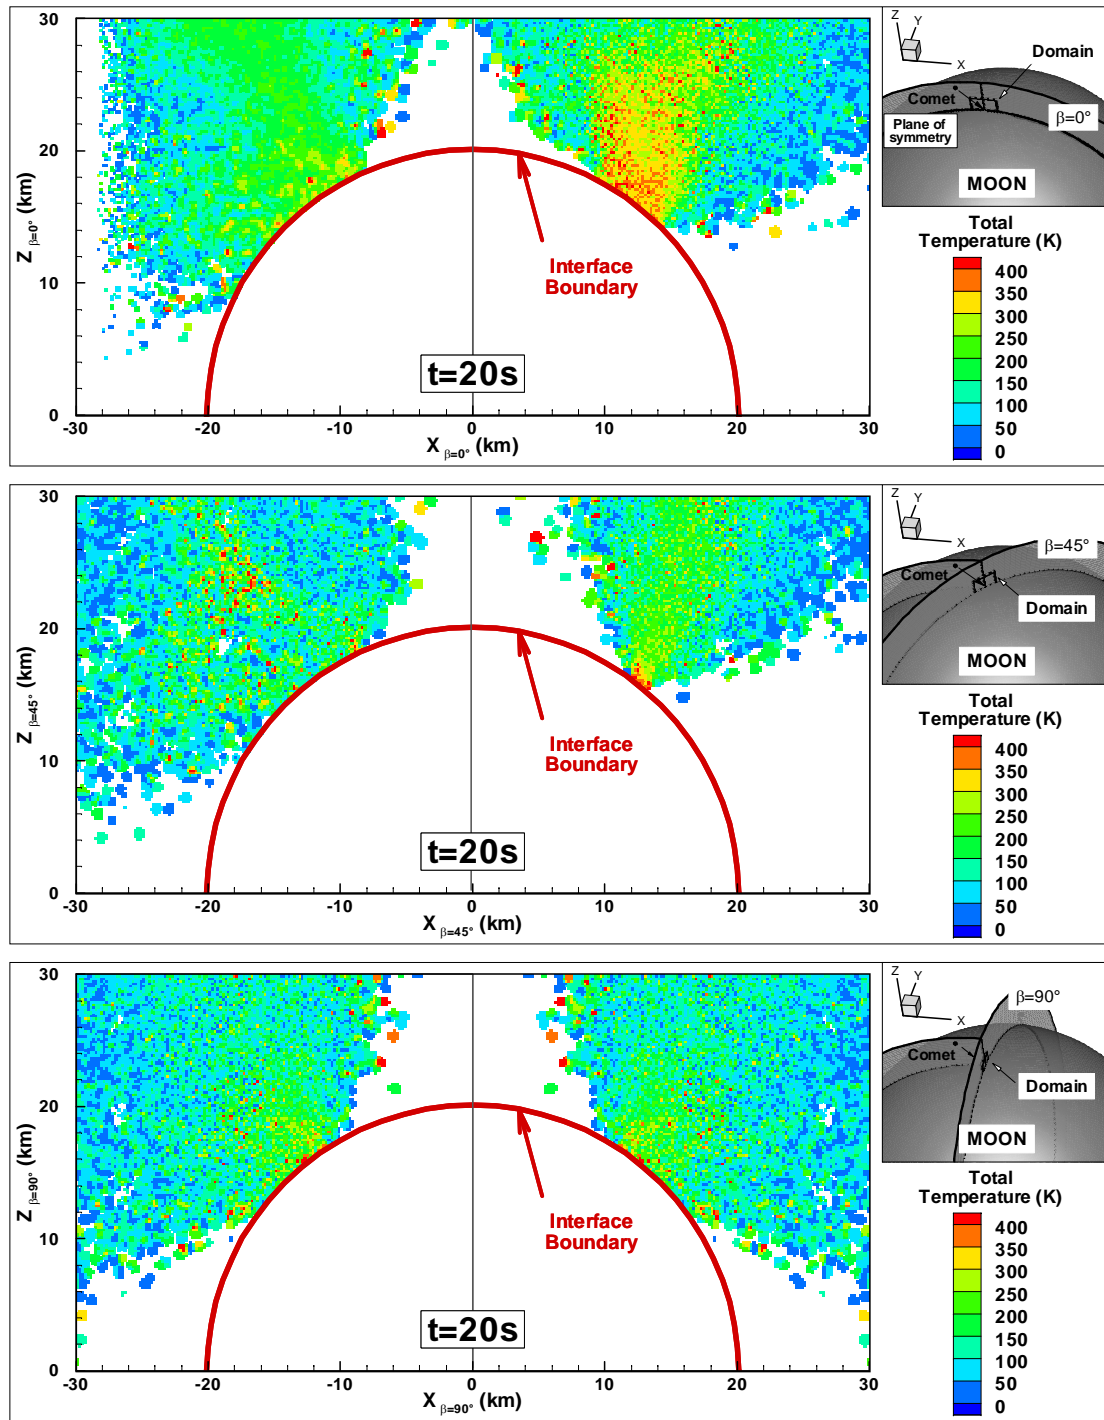 30
20
10
0
Z β=0° (km)
-30 -20 -10 0 10 20 30
X β=0° (km)
Interface
Boundary
t=20s
Z
Y
X
Domain
Comet
β=0°
Plane of
symmetry
MOON
Total
Temperature (K)
400
350
300
250
200
150
100
50
0
30
20
10
0
Z β=45° (km)
-30 -20 -10 0 10 20 30
X β=45° (km)
Interface
Boundary
t=20s
Z
Y
X
β=45°
Comet
Domain
MOON
Total
Temperature (K)
400
350
300
250
200
150
100
50
0
30
20
10
0
Z β=90° (km)
-30 -20 -10 0 10 20 30
X β=90° (km)
Interface
Boundary
t=20s
Z
Y
X
β=90°
Comet
Domain
MOON
Total
Temperature (K)
400
350
300
250
200
150
100
50
0